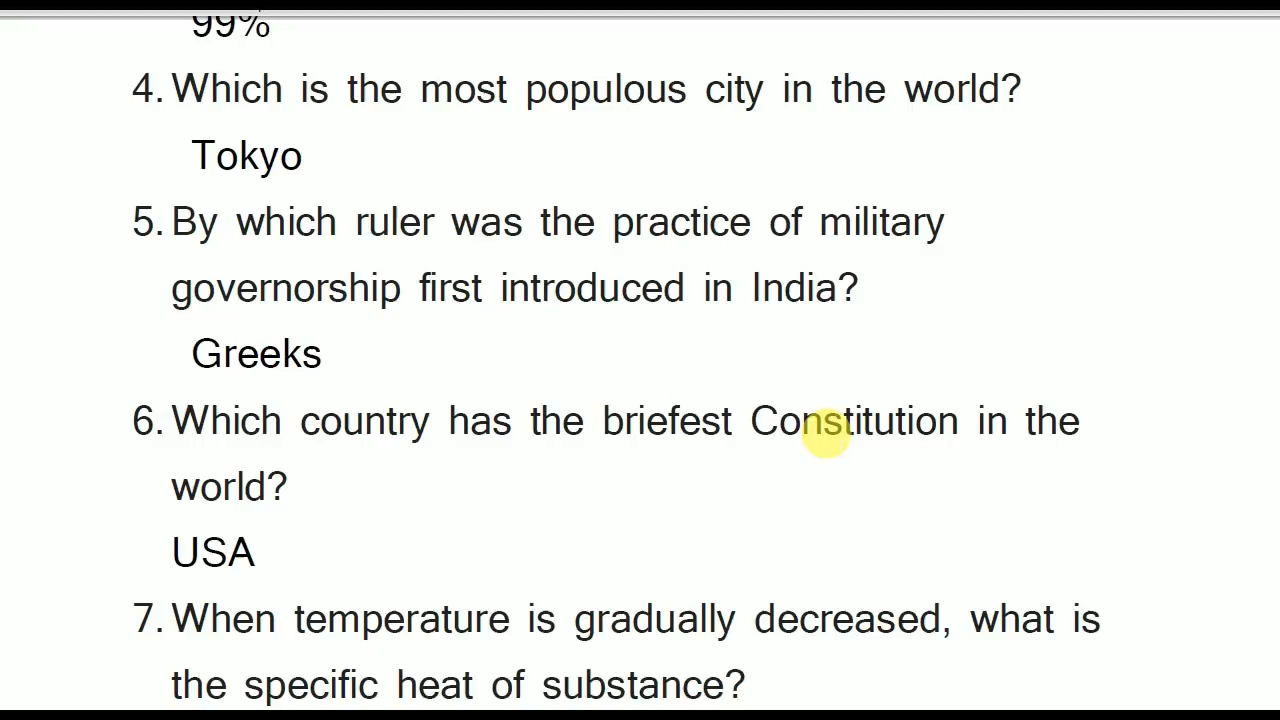 99%
4. Which is the most populous city in the world?
Tokyo
5. By which ruler was the practice of military
governorship first introduced in India?
Greeks
6. Which country has the briefest Constitution in the
world?
USA
7. When temperature is gradually decreased, what is
the specific heat of substance?